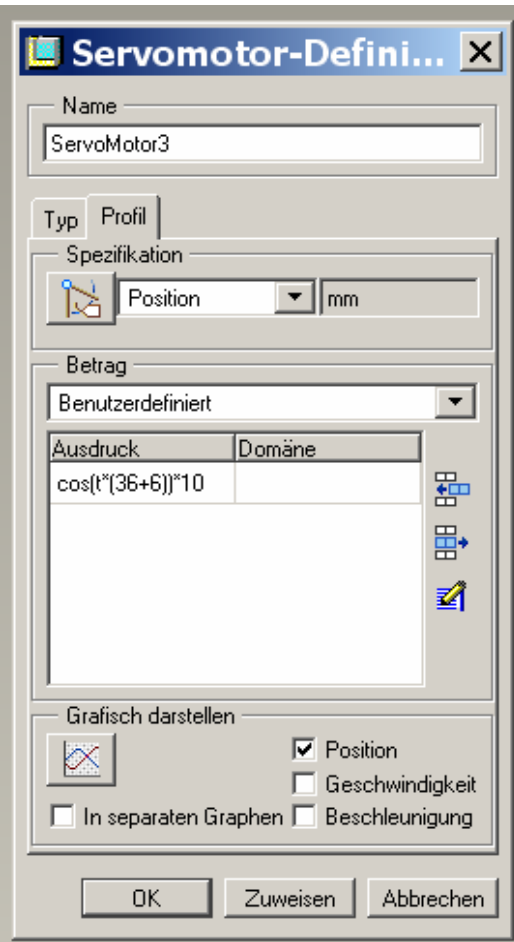 Servomotor-Defini...
Name
ServoMotor3
Typ Profil
Spezifikation
Position mm
Betrag
Benutzerdefiniert
Ausdruck Domäne
cos(t*(36+6))*10
Grafisch darstellen
Position
Geschwindigkeit
In separaten Graphen Beschleunigung
OK Zuweisen Abbrechen